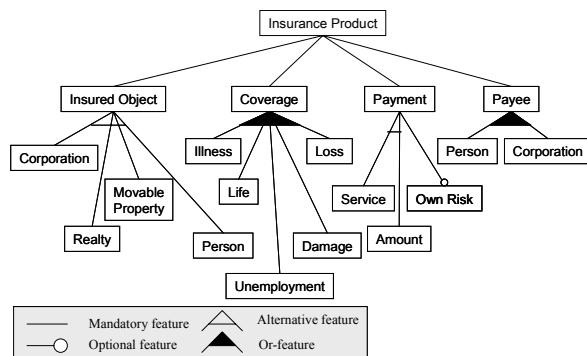 Insurance Product
Insured Object
Coverage
Payment
Payee
Corporation
Illness
Loss
Person
Corporation
Movable
Property
Life
Service
Own Risk
Realty
Person
Damage
Amount
Unemployment
Mandatory feature
Alternative feature
Optional feature
Or-feature